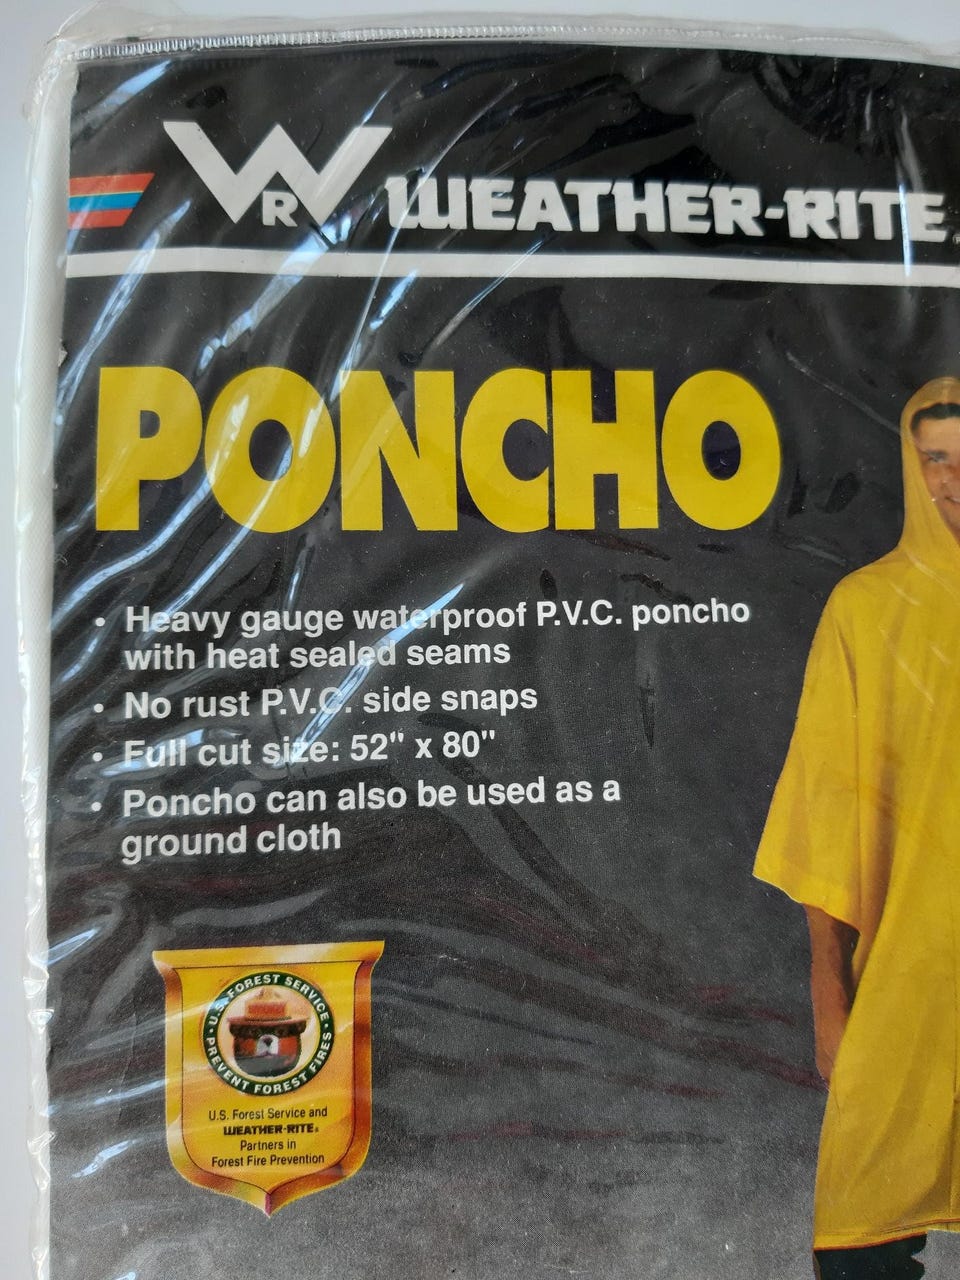 WR WEATHER-RITE
PONCHO
• Heavy gauge waterproof P.V.C. poncho
with heat sealed seams
• No rust P.V.C. side snaps
• Full cut size: 52" x 80"
• Poncho can also be used as a
ground cloth
• U.S. FOREST SERVICE •
PREVENT FOREST FIRES
U.S. Forest Service and
WEATHER-RITE®
Partners in
Forest Fire Prevention